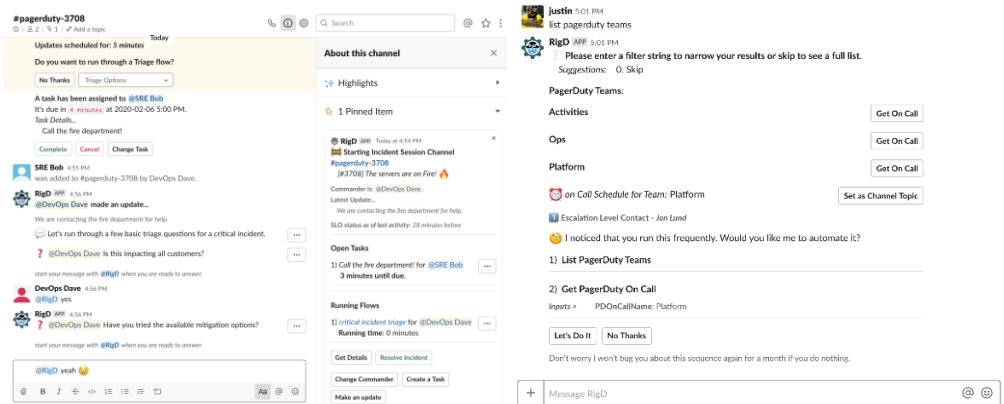 #pagerduty-3708
2
1
Add a topic
Search
Today
Updates scheduled for: 5 minutes
Do you want to run through a Triage flow?
No Thanks
Triage Options
A task has been assigned to @SRE Bob
It's due in 4 minutes at 2020-02-06 5:00 PM.
Task Details...
Call the fire department!
Complete
Cancel
Change Task
SRE Bob 4:55 PM
was added to #pagerduty-3708 by DevOps Dave.
RigD APP 4:56 PM
@DevOps Dave made an update...
We are contacting the fire department for help.
Let's run through a few basic triage questions for a critical incident.
@DevOps Dave Is this impacting all customers?
start your message with @RigD when you are ready to answer.
DevOps Dave 4:56 PM
@RigD yes
RigD APP 4:56 PM
@DevOps Dave Have you tried the available mitigation options?
start your message with @RigD when you are ready to answer.
@RigD yeah
B I
Aa @
About this channel
Highlights
1 Pinned Item
RigD APP Today at 4:54 PM
Starting Incident Session Channel
#pagerduty-3708
[#3708] The servers are on Fire!
Commander is: @DevOps Dave.
Latest Update...
We are contacting the fire department for help.
SLO status as of last activity: 28 minutes before
Open Tasks
1) Call the fire department! for @SRE Bob
3 minutes until due.
Running Flows
1) critical incident triage for @DevOps Dave
Running time: 0 minutes
Get Details
Resolve Incident
Change Commander
Create a Task
Make an update
justin 5:01 PM
list pagerduty teams
RigD APP 5:01 PM
Please enter a filter string to narrow your results or skip to see a full list.
Suggestions: 0. Skip
PagerDuty Teams:
Activities
Get On Call
Ops
Get On Call
Platform
Get On Call
on Call Schedule for Team: Platform
Set as Channel Topic
1 Escalation Level Contact - Jon Lund
I noticed that you run this frequently. Would you like me to automate it?
1) List PagerDuty Teams
2) Get PagerDuty On Call
Inputs > PDOnCallName: Platform
Let's Do It
No Thanks
Don't worry I won't bug you about this sequence again for a month if you do nothing.
Message RigD